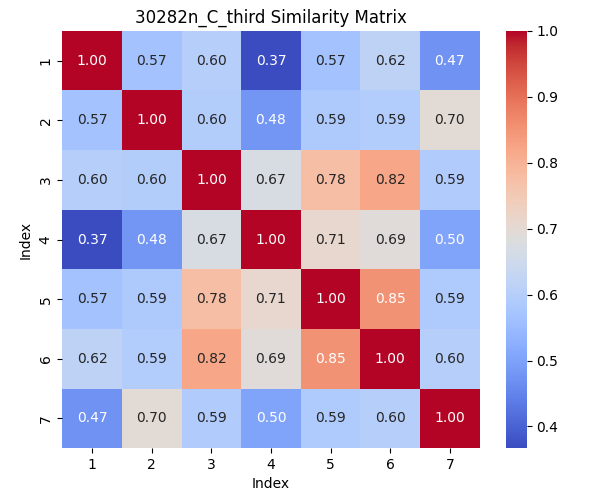 30282n_C_third Similarity Matrix
1 1.00 0.57 0.60 0.37 0.57 0.62 0.47
2 0.57 1.00 0.60 0.48 0.59 0.59 0.70
3 0.60 0.60 1.00 0.67 0.78 0.82 0.59
4 0.37 0.48 0.67 1.00 0.71 0.69 0.50
5 0.57 0.59 0.78 0.71 1.00 0.85 0.59
6 0.62 0.59 0.82 0.69 0.85 1.00 0.60
7 0.47 0.70 0.59 0.50 0.59 0.60 1.00
1 2 3 4 5 6 7
Index
Index
1.0
0.9
0.8
0.7
0.6
0.5
0.4